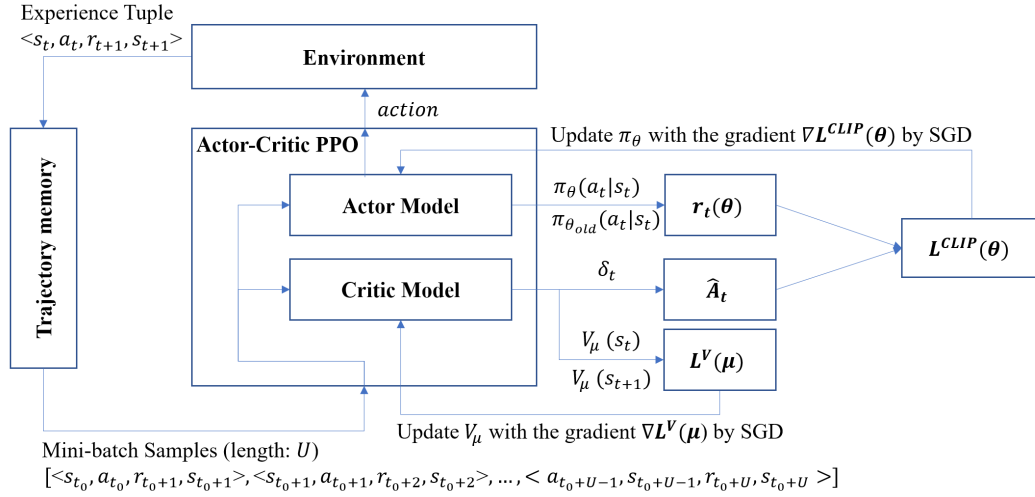 Experience Tuple
<s_t, a_t, r_{t+1}, s_{t+1}>
Environment
action
Update π_θ with the gradient ∇L^{CLIP}(θ) by SGD
Actor-Critic PPO
Trajectory memory
Actor Model
π_θ(a_t|s_t)
π_{θ_{old}}(a_t|s_t)
r_t(θ)
L^{CLIP}(θ)
Critic Model
δ_t
Â_t
V_μ (s_t)
V_μ (s_{t+1})
L^V(μ)
Update V_μ with the gradient ∇L^V(μ) by SGD
Mini-batch Samples (length: U)
[<s_{t_0}, a_{t_0}, r_{t_0+1}, s_{t_0+1}>, <s_{t_0+1}, a_{t_0+1}, r_{t_0+2}, s_{t_0+2}>, ..., < a_{t_0+U-1}, s_{t_0+U-1}, r_{t_0+U}, s_{t_0+U} >]